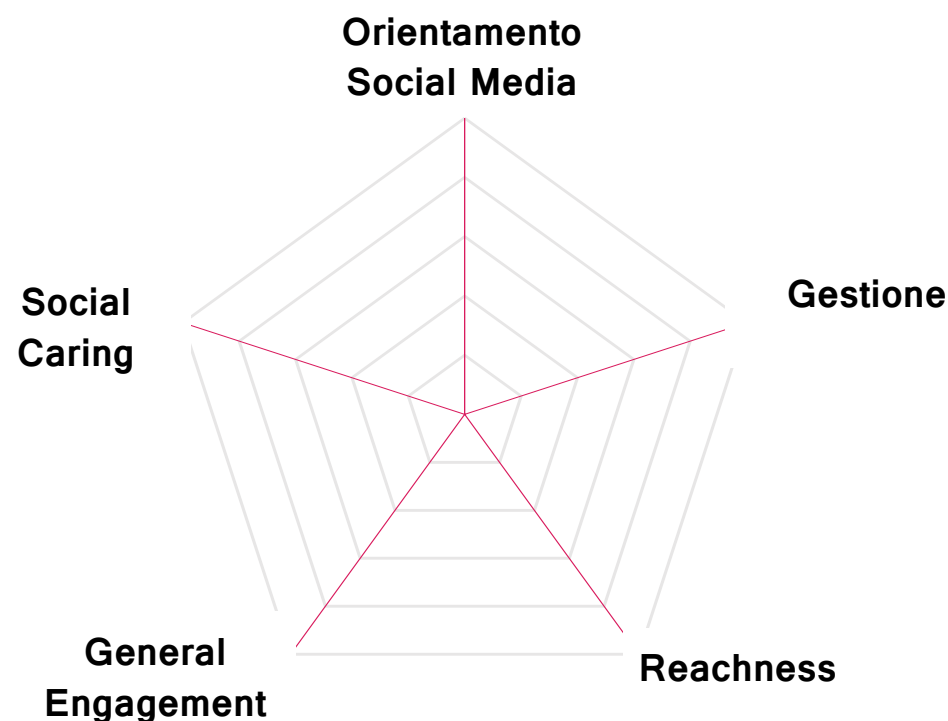 Orientamento
Social Media
Gestione
Social
Caring
General
Engagement
Reachness